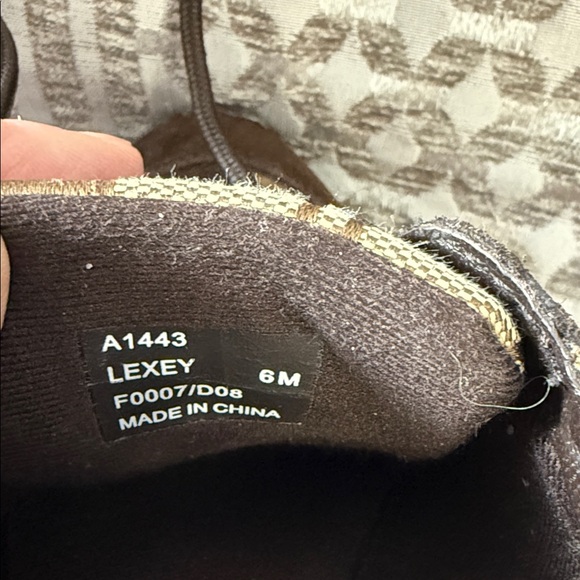 A1443
LEXEY 6M
F0007/D08
MADE IN CHINA